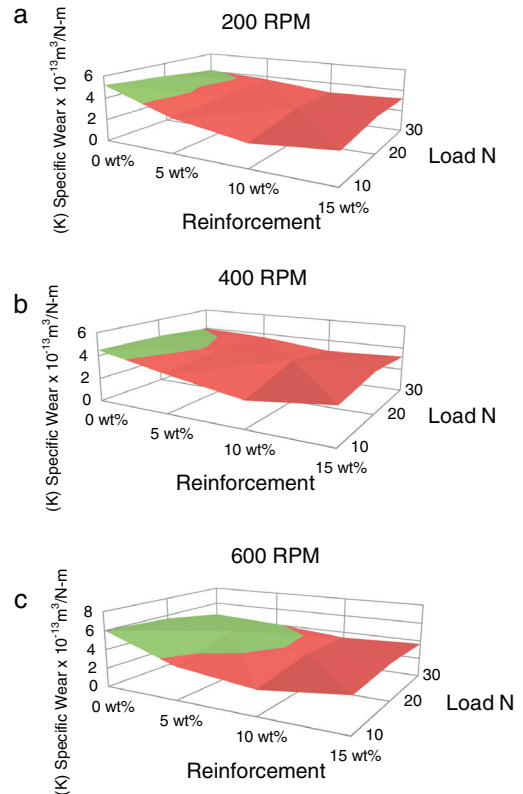 a
200 RPM
(K) Specific Wear x 10⁻¹³m³/N-m
6
4
2
0
0 wt%
5 wt%
10 wt%
15 wt%
10
20
30
Load N
Reinforcement
b
400 RPM
(K) Specific Wear x 10⁻¹³m³/N-m
6
4
2
0
0 wt%
5 wt%
10 wt%
15 wt%
10
20
30
Load N
Reinforcement
c
600 RPM
(K) Specific Wear x 10⁻¹³m³/N-m
8
6
4
2
0
0 wt%
5 wt%
10 wt%
15 wt%
10
20
30
Load N
Reinforcement